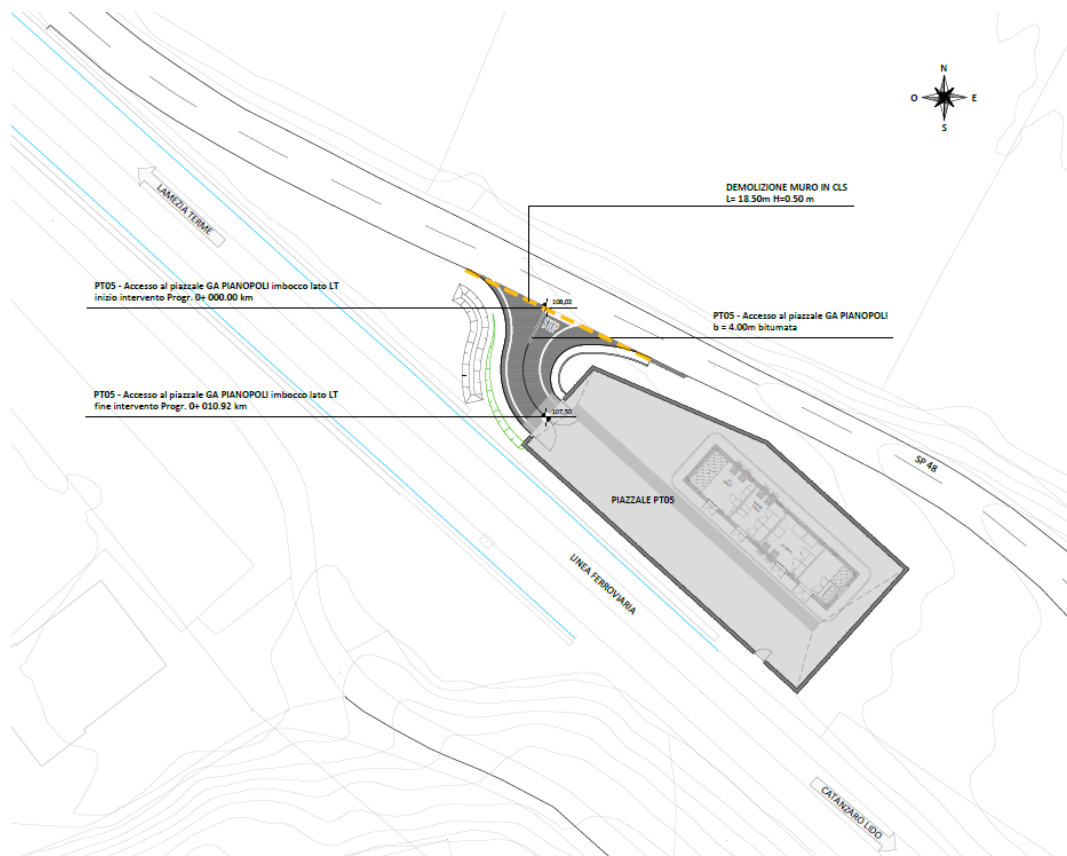 N
O E
S
DEMOLIZIONE MURO IN CLS
L= 18.50m H=0.50 m
LAMEZIA TERME
PT05 - Accesso al piazzale GA PIANOPOLI imbocco lato LT
inizio intervento Progr. 0+ 000.00 km
108,02
PT05 - Accesso al piazzale GA PIANOPOLI
b = 4.00m bitumata
STOP
PT05 - Accesso al piazzale GA PIANOPOLI imbocco lato LT
fine intervento Progr. 0+ 010.92 km
107,50
SP 48
PIAZZALE PT05
LINEA FERROVIARIA
CATANZARO LIDO